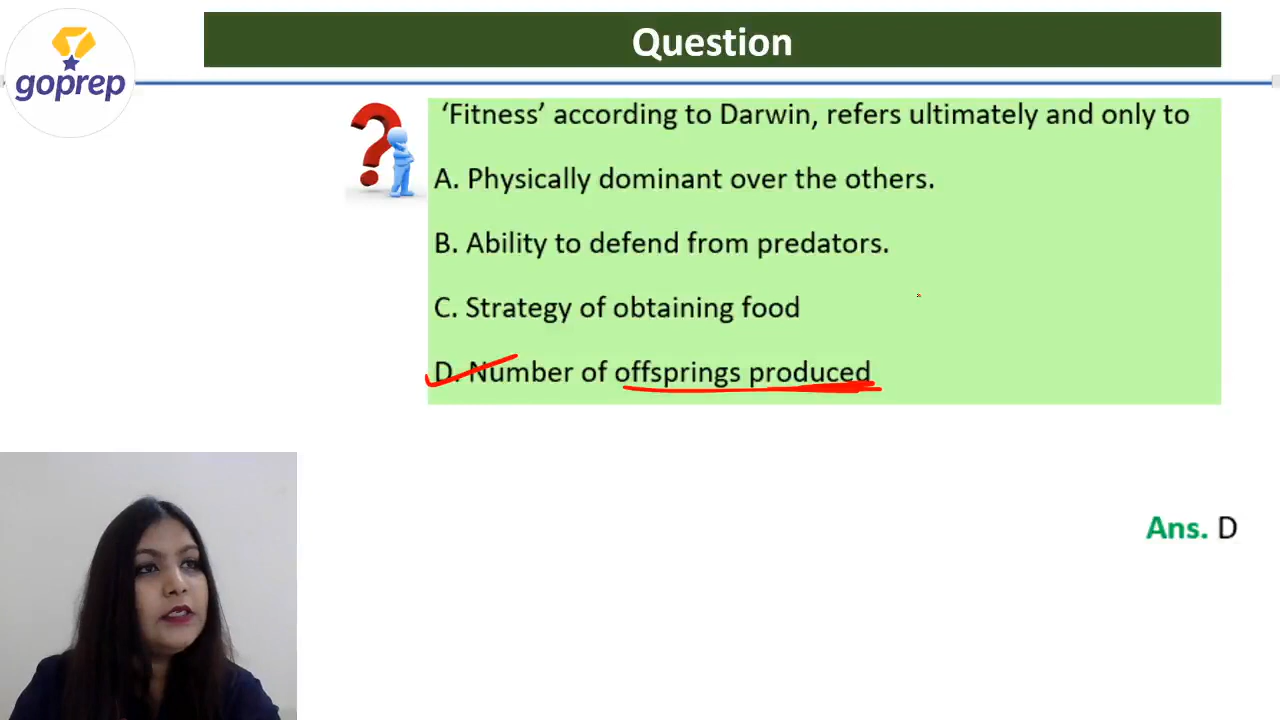 Question
goprep
‘Fitness’ according to Darwin, refers ultimately and only to
A. Physically dominant over the others.
B. Ability to defend from predators.
C. Strategy of obtaining food
D. Number of offsprings produced
Ans. D